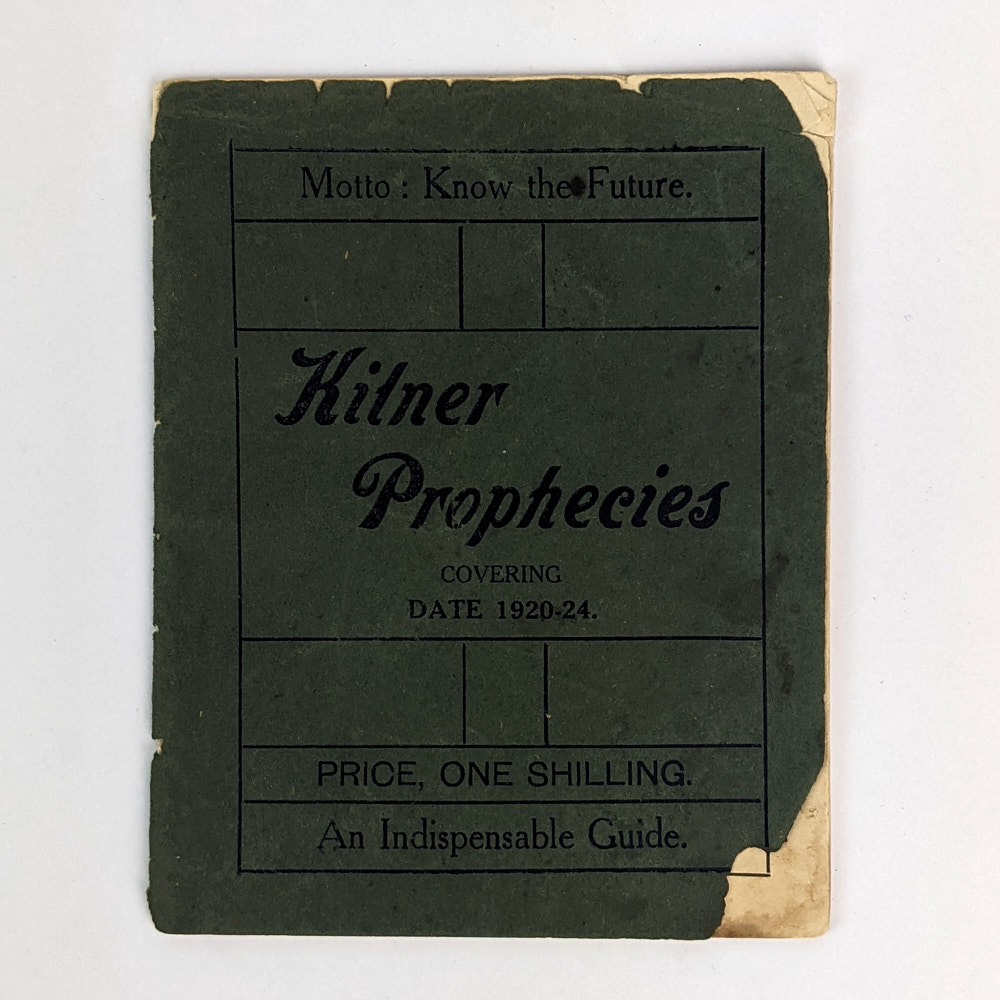 Motto : Know the Future.
Kitner
Prophecies
COVERING
DATE 1920-24.
PRICE, ONE SHILLING.
An Indispensable Guide.